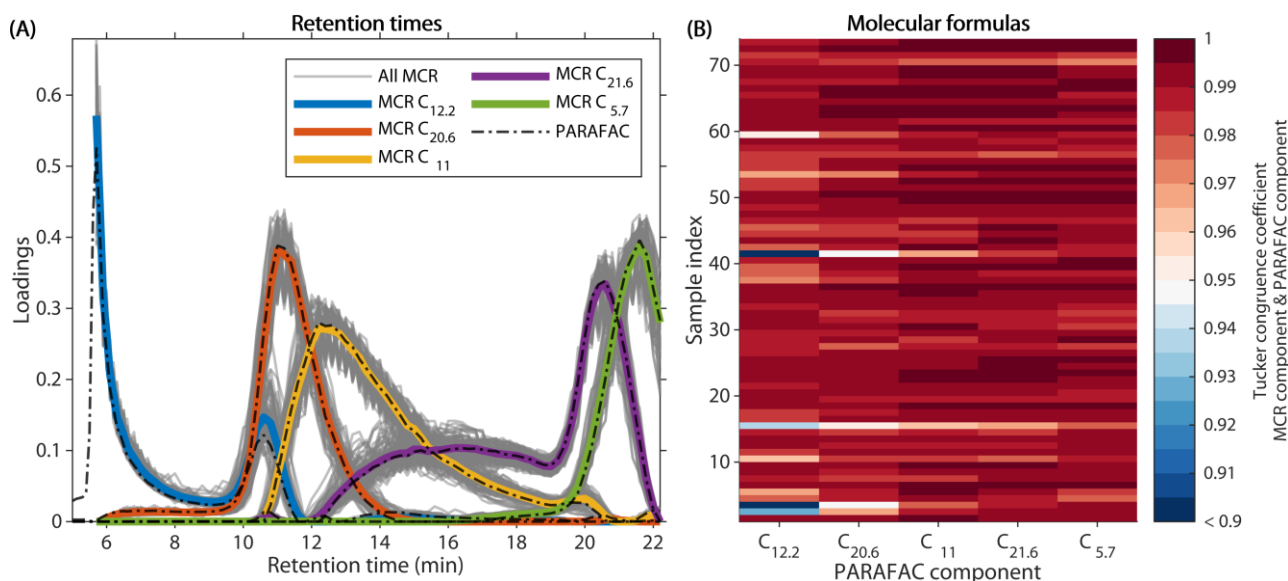 (A)
Retention times
All MCR
MCR C12.2
MCR C20.6
MCR C 11
MCR C21.6
MCR C5.7
PARAFAC
Loadings
0.6
0.5
0.4
0.3
0.2
0.1
0
6 8 10 12 14 16 18 20 22
Retention time (min)
(B)
Molecular formulas
Sample index
70
60
50
40
30
20
10
C12.2 C20.6 C 11 C21.6 C5.7
PARAFAC component
1
0.99
0.98
0.97
0.96
0.95
0.94
0.93
0.92
0.91
< 0.9
Tucker congruence coefficient
MCR component & PARAFAC component